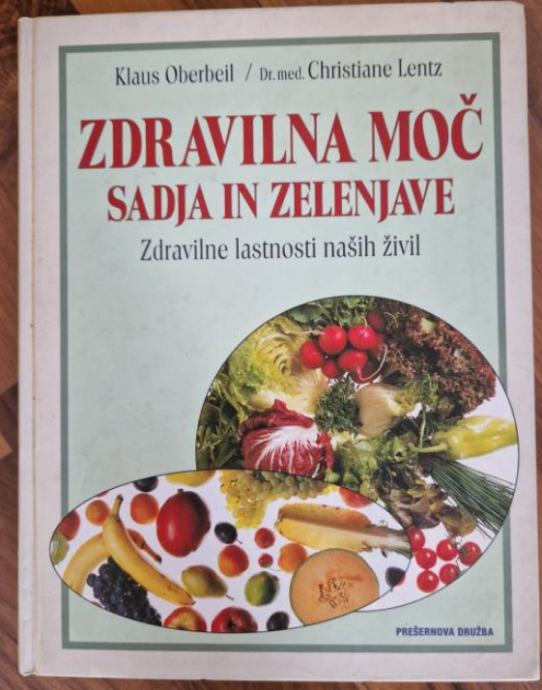 Klaus Oberbeil / Dr. med. Christiane Lentz
ZDRAVILNA MOČ
SADJA IN ZELENJAVE
Zdravilne lastnosti naših živil
PREŠERNOVA DRUŽBA